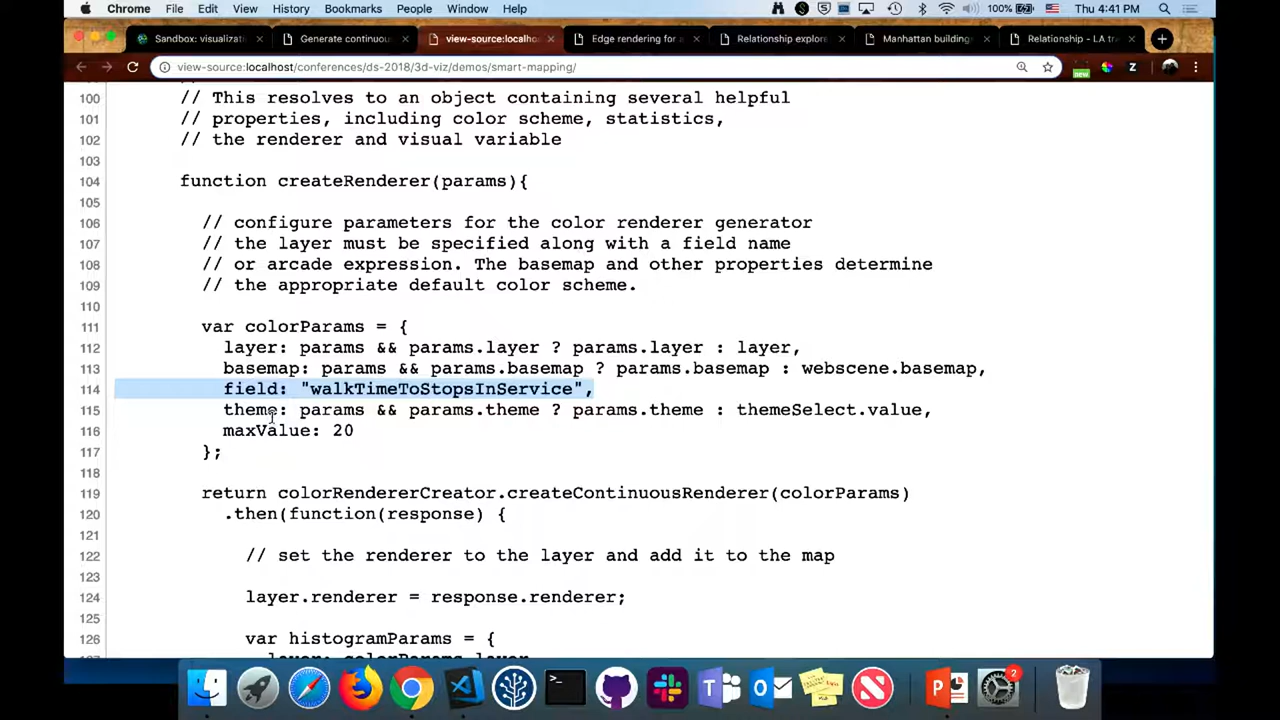 Chrome File Edit View History Bookmarks People Window Help 100% Thu 4:41 PM
Sandbox: visualizat Generate continuou view-source:localho Edge rendering for a Relationship explore Manhattan building Relationship - LA tr
view-source:localhost/conferences/ds-2018/3d-viz/demos/smart-mapping/
new Z
100 // This resolves to an object containing several helpful
101 // properties, including color scheme, statistics,
102 // the renderer and visual variable
103
104 function createRenderer(params){
105
106 // configure parameters for the color renderer generator
107 // the layer must be specified along with a field name
108 // or arcade expression. The basemap and other properties determine
109 // the appropriate default color scheme.
110
111 var colorParams = {
112 layer: params && params.layer ? params.layer : layer,
113 basemap: params && params.basemap ? params.basemap : webscene.basemap,
114 field: "walkTimeToStopsInService",
115 theme: params && params.theme ? params.theme : themeSelect.value,
116 maxValue: 20
117 };
118
119 return colorRendererCreator.createContinuousRenderer(colorParams)
120 .then(function(response) {
121
122 // set the renderer to the layer and add it to the map
123
124 layer.renderer = response.renderer;
125
126 var histogramParams = {
layer: colorParams.layer
2